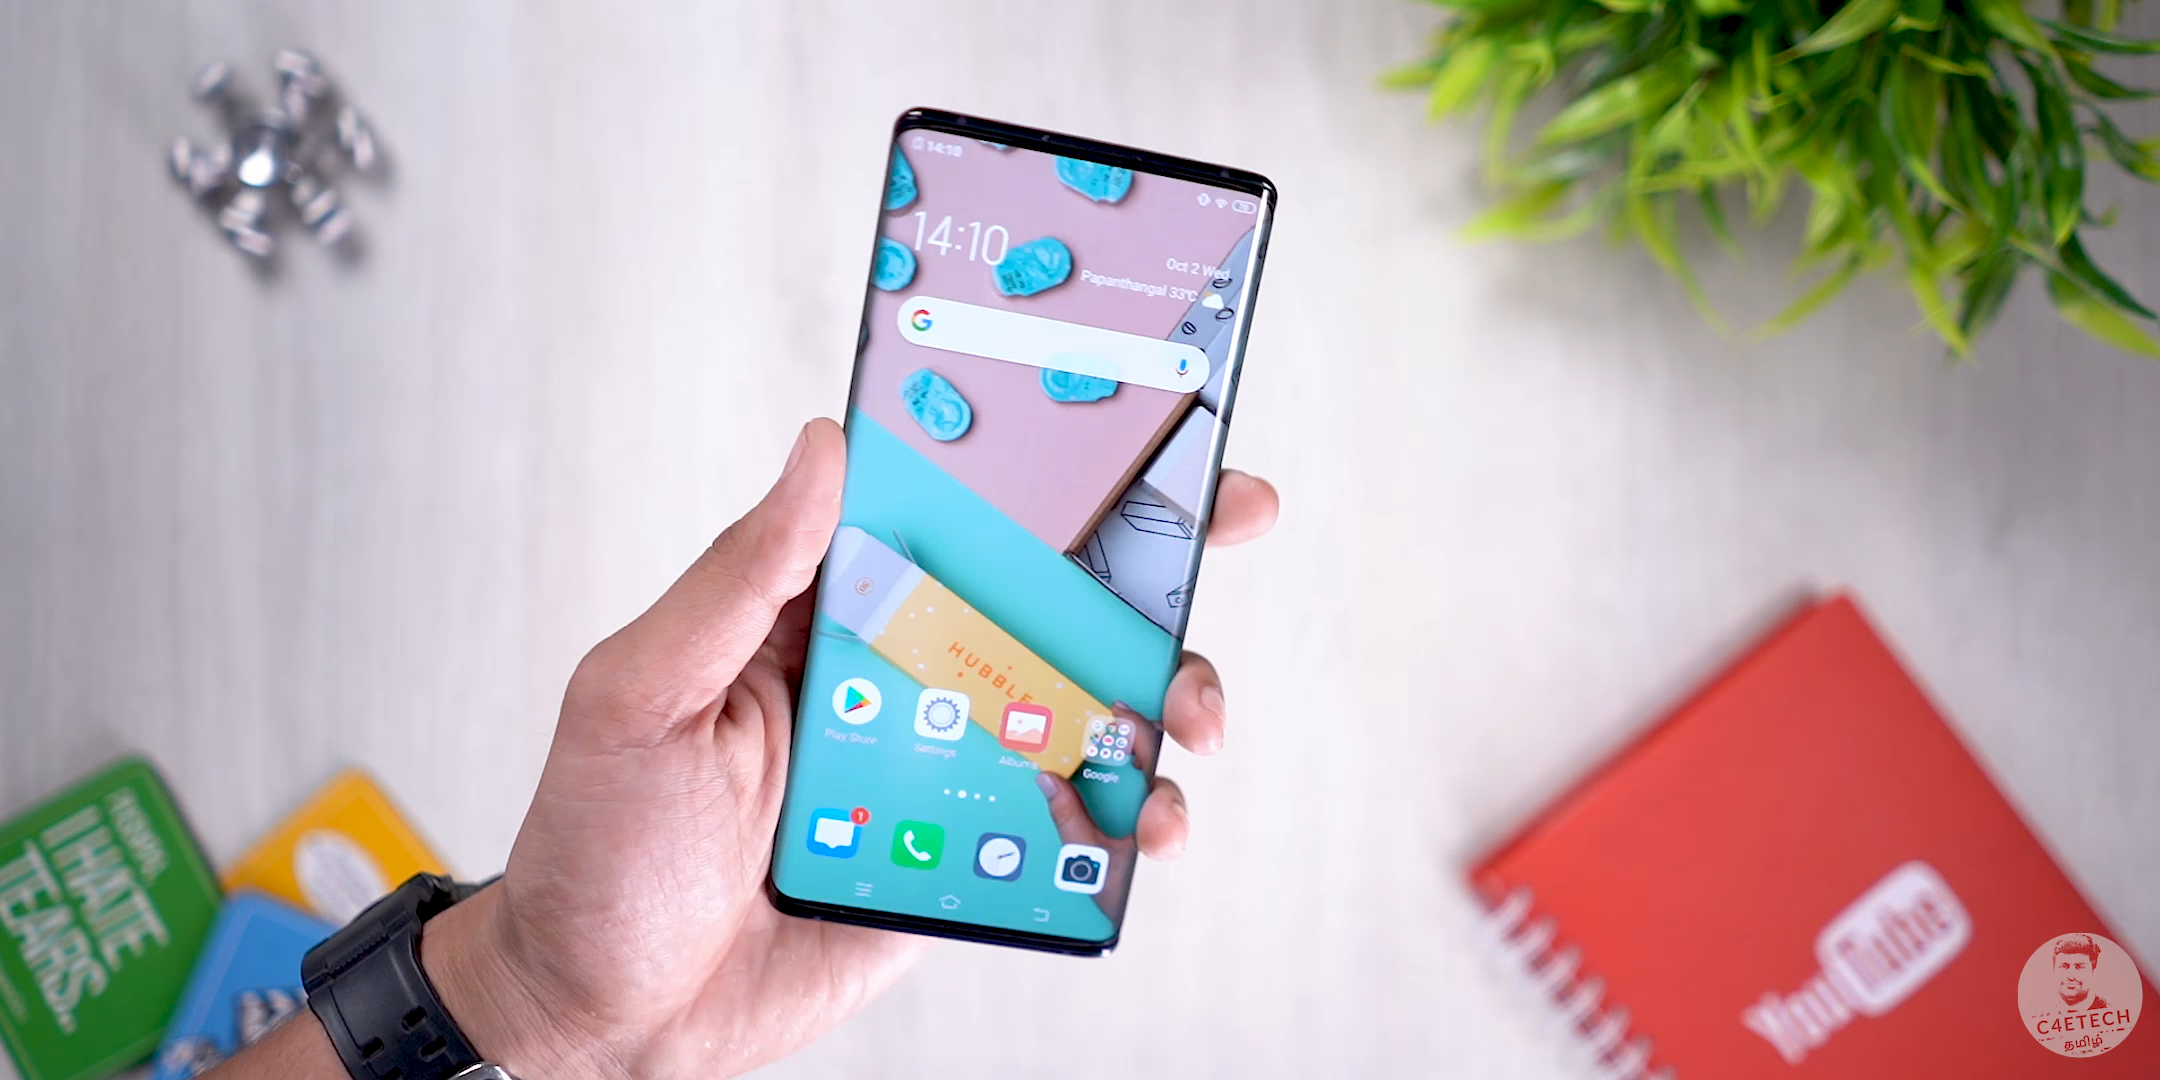 14:10
14:10
Oct 2 Wed
Papanthangal 33°C
HUBBLE
Play Store
Settings
Albums
Google
1
I HATE
TEARS..
YouTube
C4ETECH
தமிழ்